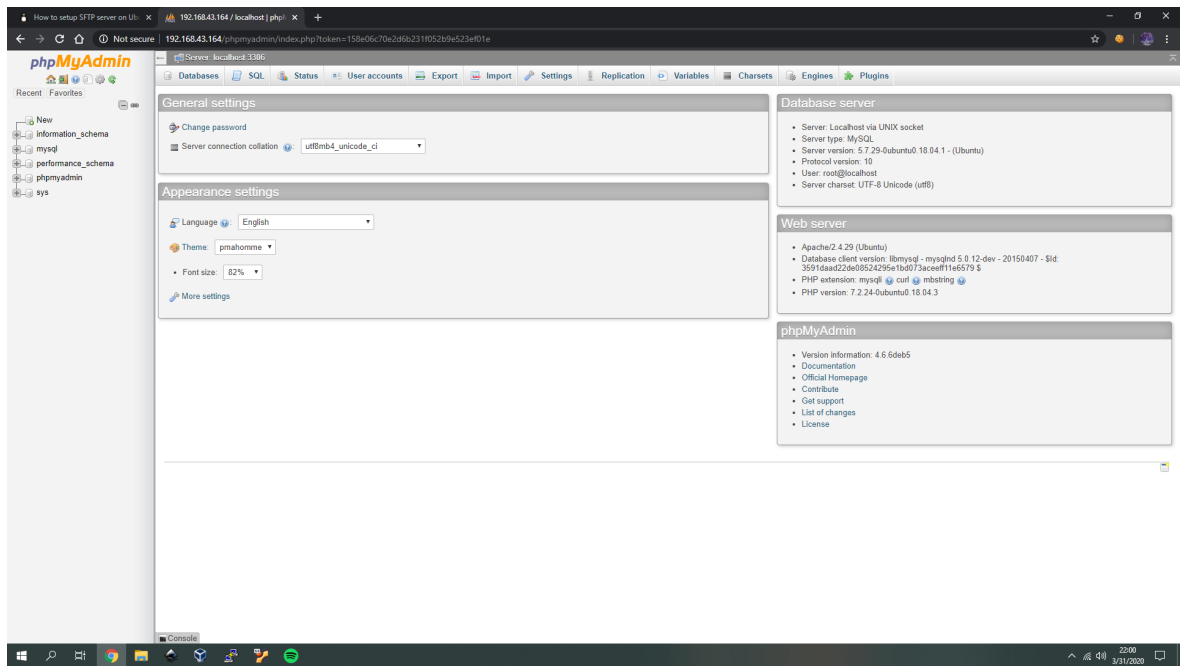 How to setup SFTP server on Ub
192.168.43.164 / localhost | php
Not secure | 192.168.43.164/phpmyadmin/index.php?token=158e06c70e2d6b231f052b9e523ef01e
phpMyAdmin
Recent Favorites
New
information_schema
mysql
performance_schema
phpmyadmin
sys
Server: localhost:3306
Databases SQL Status User accounts Export Import Settings Replication Variables Charsets Engines Plugins
General settings
Change password
Server connection collation : utf8mb4_unicode_ci
Appearance settings
Language : English
Theme: pmahomme
• Font size: 82%
More settings
Database server
• Server: Localhost via UNIX socket
• Server type: MySQL
• Server version: 5.7.29-0ubuntu0.18.04.1 - (Ubuntu)
• Protocol version: 10
• User: root@localhost
• Server charset: UTF-8 Unicode (utf8)
Web server
• Apache/2.4.29 (Ubuntu)
• Database client version: libmysql - mysqlnd 5.0.12-dev - 20150407 - $Id:
3591daad22de08524295e1bd073aceeff11e6579 $
• PHP extension: mysqli curl mbstring
• PHP version: 7.2.24-0ubuntu0.18.04.3
phpMyAdmin
• Version information: 4.6.6deb5
• Documentation
• Official Homepage
• Contribute
• Get support
• List of changes
• License
Console
22:00
3/31/2020